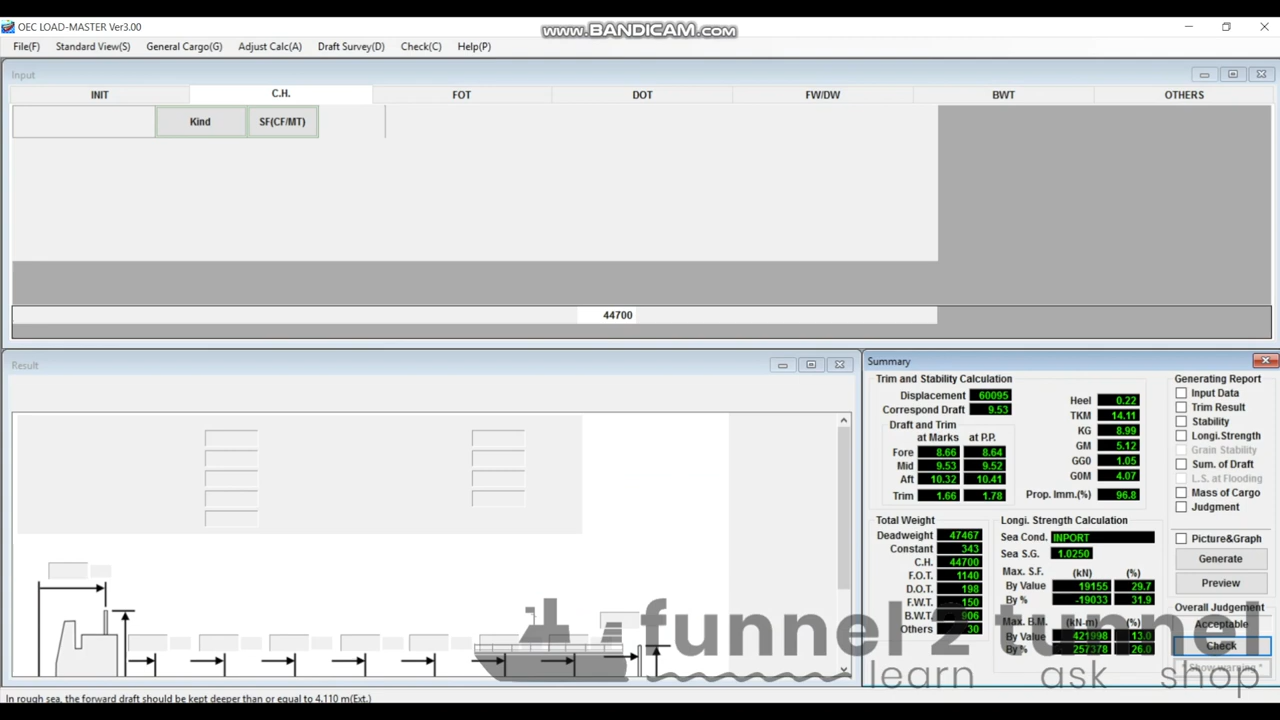 OEC LOAD-MASTER Ver3.00
www.BANDICAM.com
File(F) Standard View(S) General Cargo(G) Adjust Calc(A) Draft Survey(D) Check(C) Help(P)
Input
INIT C.H. FOT DOT FW/DW BWT OTHERS
Kind SF(CF/MT)
44700
Result
Summary
Trim and Stability Calculation
Displacement 60095
Correspond Draft 9.53
Draft and Trim
at Marks at P.P.
Fore 8.66 8.64
Mid 9.53 9.52
Aft 10.32 10.41
Trim 1.66 1.78
Heel 0.22
TKM 14.11
KG 8.99
GM 5.12
GG0 1.05
G0M 4.07
Prop. Imm.(%) 96.8
Total Weight
Deadweight 47467
Constant 343
C.H. 44700
F.O.T. 1140
D.O.T. 198
F.W.T. 150
B.W.T. 906
Others 30
Longi. Strength Calculation
Sea Cond. INPORT
Sea S.G. 1.0250
Max. S.F. (kN) (%)
By Value 19155 29.7
By % -19033 31.9
Max. B.M. (kN-m) (%)
By Value 421998 13.0
By % 257378 26.0
Generating Report
Input Data
Trim Result
Stability
Longi.Strength
Grain Stability
Sum. of Draft
L.S. at Flooding
Mass of Cargo
Judgment
Picture&Graph
Generate
Preview
Overall Judgement
Acceptable
Check
* Show warning *
funnel 2 tunnel
learn ask shop
In rough sea, the forward draft should be kept deeper than or equal to 4.110 m(Ext.)